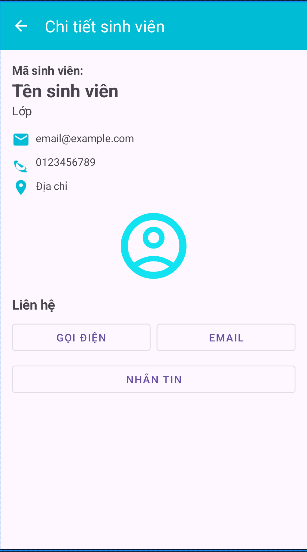 Chi tiết sinh viên
Mã sinh viên:
Tên sinh viên
Lớp
email@example.com
0123456789
Địa chỉ
Liên hệ
GỌI ĐIỆN
EMAIL
NHẮN TIN